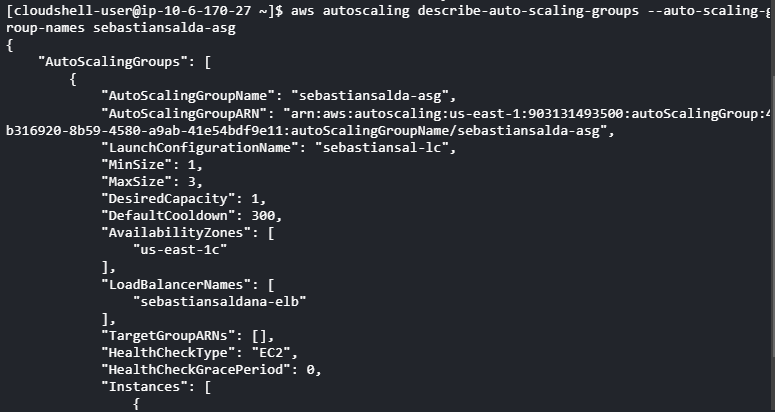 [cloudshell-user@ip-10-6-170-27 ~]$ aws autoscaling describe-auto-scaling-groups --auto-scaling-g
roup-names sebastiansalda-asg
{
    "AutoScalingGroups": [
        {
            "AutoScalingGroupName": "sebastiansalda-asg",
            "AutoScalingGroupARN": "arn:aws:autoscaling:us-east-1:903131493500:autoScalingGroup:4
b316920-8b59-4580-a9ab-41e54bdf9e11:autoScalingGroupName/sebastiansalda-asg",
            "LaunchConfigurationName": "sebastiansal-lc",
            "MinSize": 1,
            "MaxSize": 3,
            "DesiredCapacity": 1,
            "DefaultCooldown": 300,
            "AvailabilityZones": [
                "us-east-1c"
            ],
            "LoadBalancerNames": [
                "sebastiansaldana-elb"
            ],
            "TargetGroupARNs": [],
            "HealthCheckType": "EC2",
            "HealthCheckGracePeriod": 0,
            "Instances": [
                {